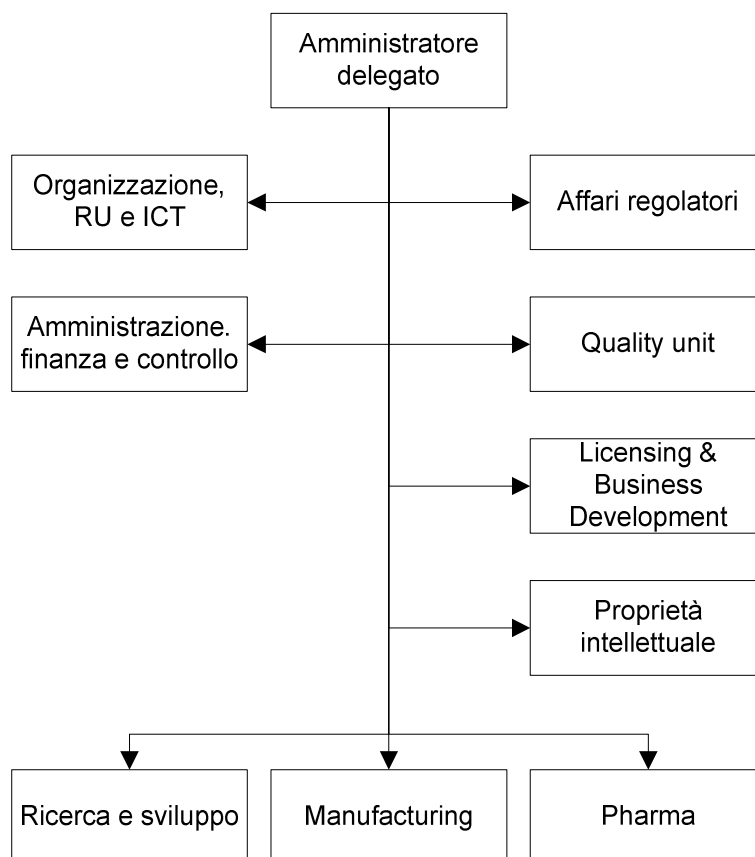 Amministratore
delegato
Organizzazione,
RU e ICT
Affari regolatori
Amministrazione.
finanza e controllo
Quality unit
Licensing &
Business
Development
Proprietà
intellettuale
Ricerca e sviluppo
Manufacturing
Pharma